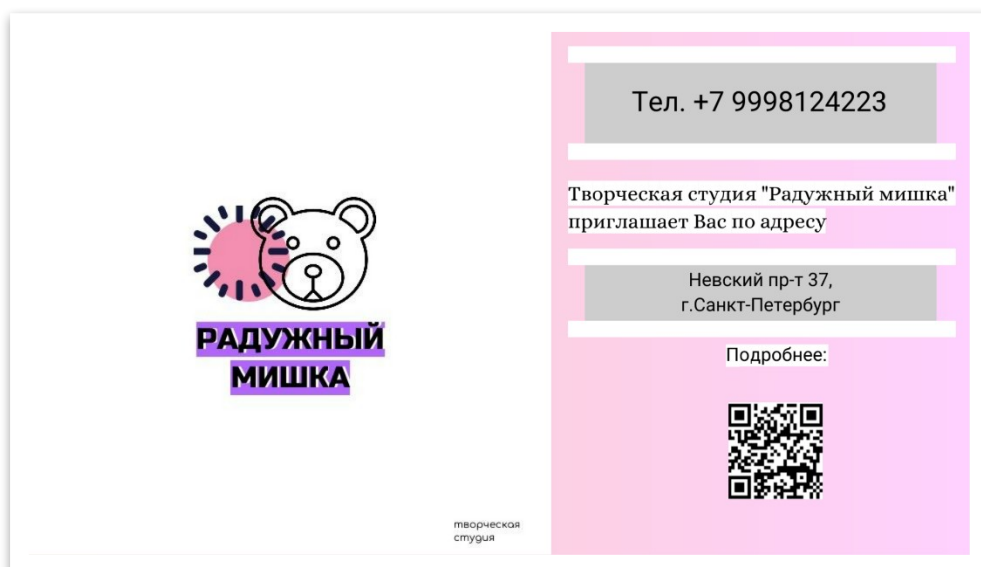 РАДУЖНЫЙ
МИШКА
творческая
студия
Тел. +7 9998124223
Творческая студия "Радужный мишка"
приглашает Вас по адресу
Невский пр-т 37,
г.Санкт-Петербург
Подробнее: